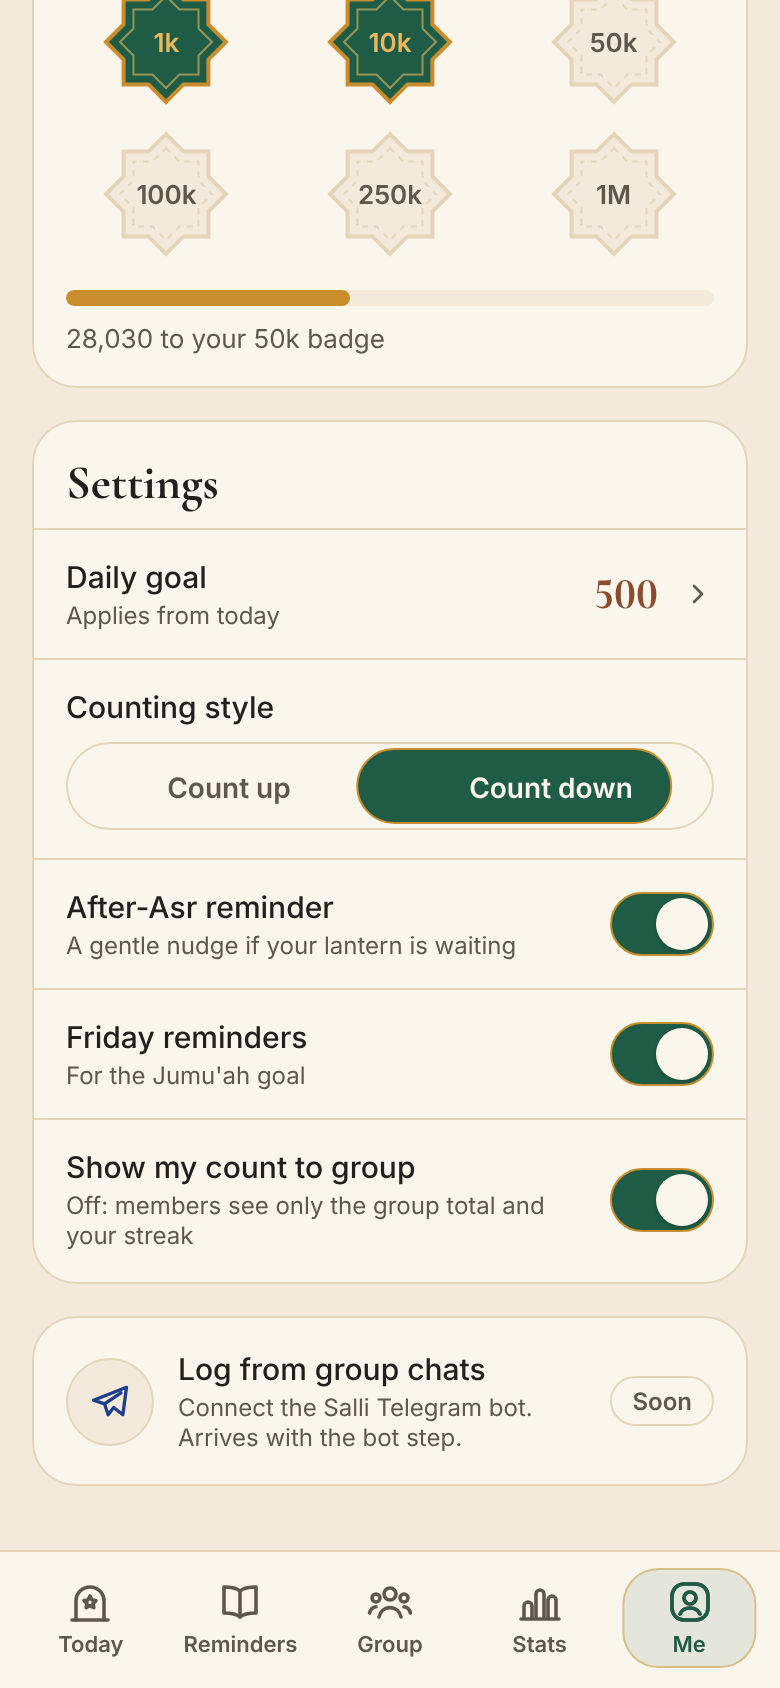 1k
10k
50k
100k
250k
1M
28,030 to your 50k badge
Settings
Daily goal
Applies from today
500
Counting style
Count up
Count down
After-Asr reminder
A gentle nudge if your lantern is waiting
Friday reminders
For the Jumu'ah goal
Show my count to group
Off: members see only the group total and
your streak
Log from group chats
Connect the Salli Telegram bot.
Arrives with the bot step.
Soon
Today
Reminders
Group
Stats
Me